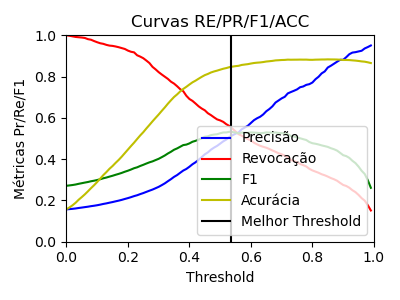 Curvas RE/PR/F1/ACC
Métricas Pr/Re/F1
1.0
0.8
0.6
0.4
0.2
0.0
Precisão
Revocação
F1
Acurácia
Melhor Threshold
0.0 0.2 0.4 0.6 0.8 1.0
Threshold